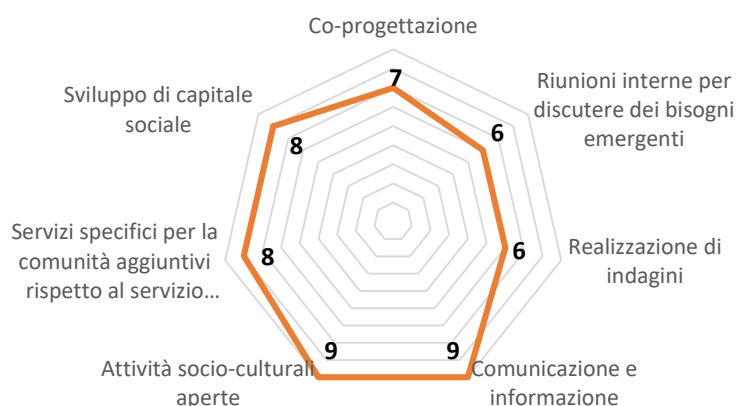 Co-progettazione
7
Riunioni interne per
discutere dei bisogni
emergenti
6
Realizzazione di
indagini
6
Comunicazione e
informazione
9
Attività socio-culturali
aperte
9
Servizi specifici per la
comunità aggiuntivi
rispetto al servizio...
8
Sviluppo di capitale
sociale
8